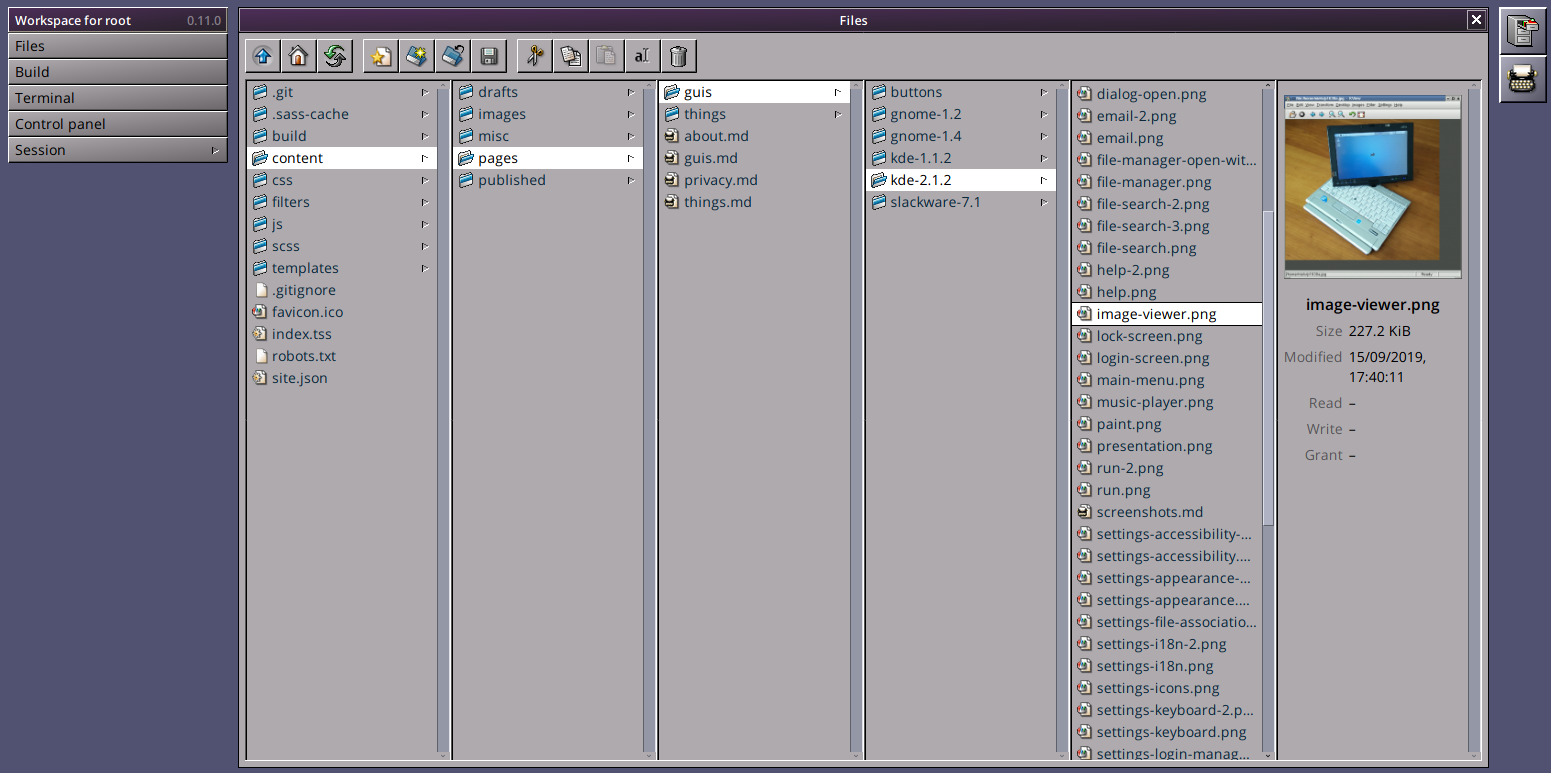 Workspace for root 0.11.0
Files
Build
Terminal
Control panel
Session
Files
aI
.git
.sass-cache
build
content
css
filters
js
scss
templates
.gitignore
favicon.ico
index.tss
robots.txt
site.json
drafts
images
misc
pages
published
guis
things
about.md
guis.md
privacy.md
things.md
buttons
gnome-1.2
gnome-1.4
kde-1.1.2
kde-2.1.2
slackware-7.1
dialog-open.png
email-2.png
email.png
file-manager-open-wit...
file-manager.png
file-search-2.png
file-search-3.png
file-search.png
help-2.png
help.png
image-viewer.png
lock-screen.png
login-screen.png
main-menu.png
music-player.png
paint.png
presentation.png
run-2.png
run.png
screenshots.md
settings-accessibility-...
settings-accessibility....
settings-appearance-...
settings-appearance....
settings-file-associatio...
settings-i18n-2.png
settings-i18n.png
settings-icons.png
settings-keyboard-2.p...
settings-keyboard.png
settings-login-manag...
image-viewer.png
Size 227.2 KiB
Modified 15/09/2019,
17:40:11
Read –
Write –
Grant –